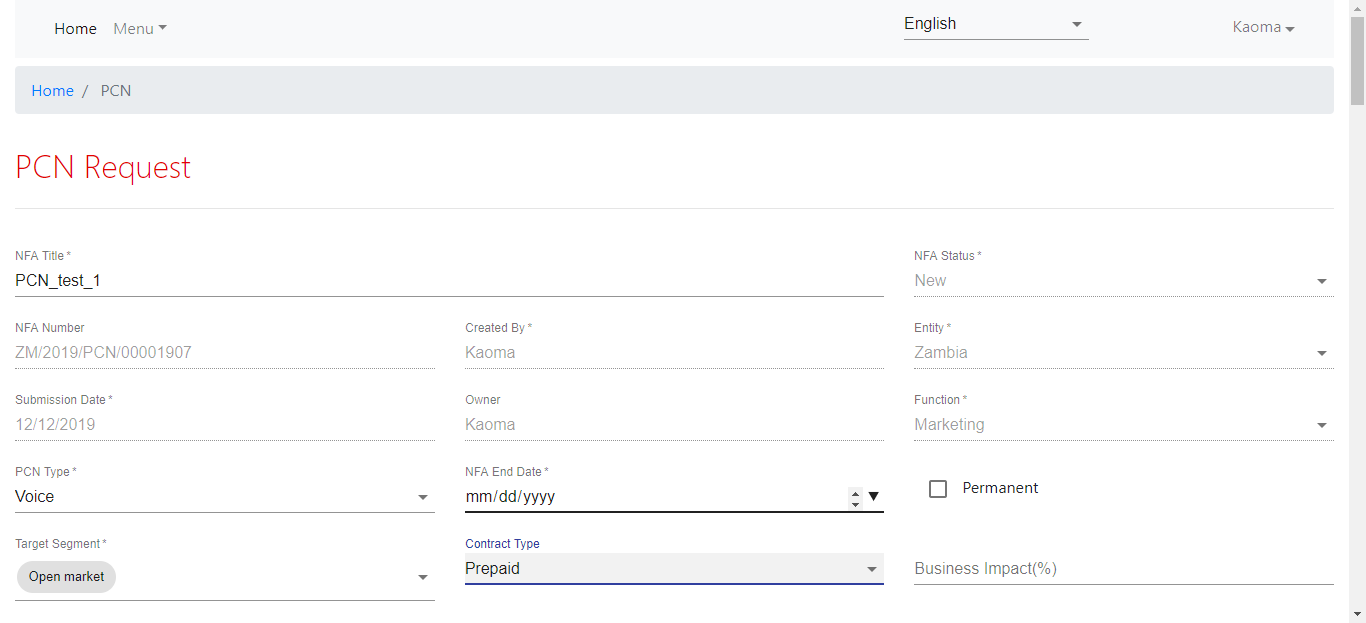 Home Menu English Kaoma
Home / PCN
PCN Request
NFA Title * NFA Status *
PCN_test_1 New
NFA Number Created By * Entity *
ZM/2019/PCN/00001907 Kaoma Zambia
Submission Date * Owner Function *
12/12/2019 Kaoma Marketing
PCN Type * NFA End Date *
Voice mm/dd/yyyy Permanent
Target Segment * Contract Type
Open market Prepaid Business Impact(%)